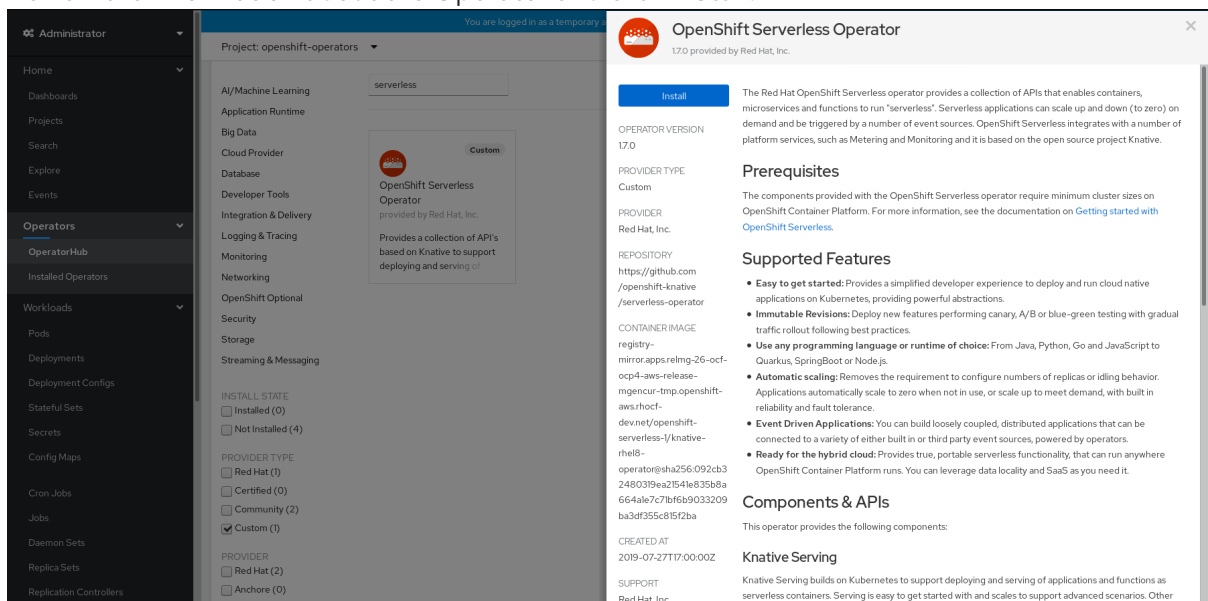 Administrator
Home
Dashboards
Projects
Search
Explore
Events
Operators
OperatorHub
Installed Operators
Workloads
Pods
Deployments
Deployment Configs
Stateful Sets
Secrets
Config Maps
Cron Jobs
Jobs
Daemon Sets
Replica Sets
Replication Controllers
You are logged in as a temporary a
Project: openshift-operators
AI/Machine Learning
Application Runtime
Big Data
Cloud Provider
Database
Developer Tools
Integration & Delivery
Logging & Tracing
Monitoring
Networking
OpenShift Optional
Security
Storage
Streaming & Messaging
INSTALL STATE
Installed (0)
Not Installed (4)
PROVIDER TYPE
Red Hat (1)
Certified (0)
Community (2)
Custom (1)
PROVIDER
Red Hat (2)
Anchore (0)
serverless
Custom
OpenShift Serverless
Operator
provided by Red Hat, Inc.
Provides a collection of API's
based on Knative to support
deploying and serving of
OpenShift Serverless Operator
1.7.0 provided by Red Hat, Inc.
Install
OPERATOR VERSION
1.7.0
PROVIDER TYPE
Custom
PROVIDER
Red Hat, Inc.
REPOSITORY
https://github.com
/openshift-knative
/serverless-operator
CONTAINER IMAGE
registry-
mirror.apps.relmg-26-ocf-
ocp4-aws-release-
mgencur-tmp.openshift-
aws.rhocf-
dev.net/openshift-
serverless-1/knative-
rhel8-
operator@sha256:092cb3
2480319ea21541e835b8a
664a1e7c71bf6b9033209
ba3df355c815f2ba
CREATED AT
2019-07-27T17:00:00Z
SUPPORT
Red Hat, Inc.
The Red Hat OpenShift Serverless operator provides a collection of APIs that enables containers,
microservices and functions to run "serverless". Serverless applications can scale up and down (to zero) on
demand and be triggered by a number of event sources. OpenShift Serverless integrates with a number of
platform services, such as Metering and Monitoring and it is based on the open source project Knative.
Prerequisites
The components provided with the OpenShift Serverless operator require minimum cluster sizes on
OpenShift Container Platform. For more information, see the documentation on Getting started with
OpenShift Serverless.
Supported Features
• Easy to get started: Provides a simplified developer experience to deploy and run cloud native
applications on Kubernetes, providing powerful abstractions.
• Immutable Revisions: Deploy new features performing canary, A/B or blue-green testing with gradual
traffic rollout following best practices.
• Use any programming language or runtime of choice: From Java, Python, Go and JavaScript to
Quarkus, SpringBoot or Node.js.
• Automatic scaling: Removes the requirement to configure numbers of replicas or idling behavior.
Applications automatically scale to zero when not in use, or scale up to meet demand, with built in
reliability and fault tolerance.
• Event Driven Applications: You can build loosely coupled, distributed applications that can be
connected to a variety of either built in or third party event sources, powered by operators.
• Ready for the hybrid cloud: Provides true, portable serverless functionality, that can run anywhere
OpenShift Container Platform runs. You can leverage data locality and SaaS as you need it.
Components & APIs
This operator provides the following components:
Knative Serving
Knative Serving builds on Kubernetes to support deploying and serving of applications and functions as
serverless containers. Serving is easy to get started with and scales to support advanced scenarios. Other